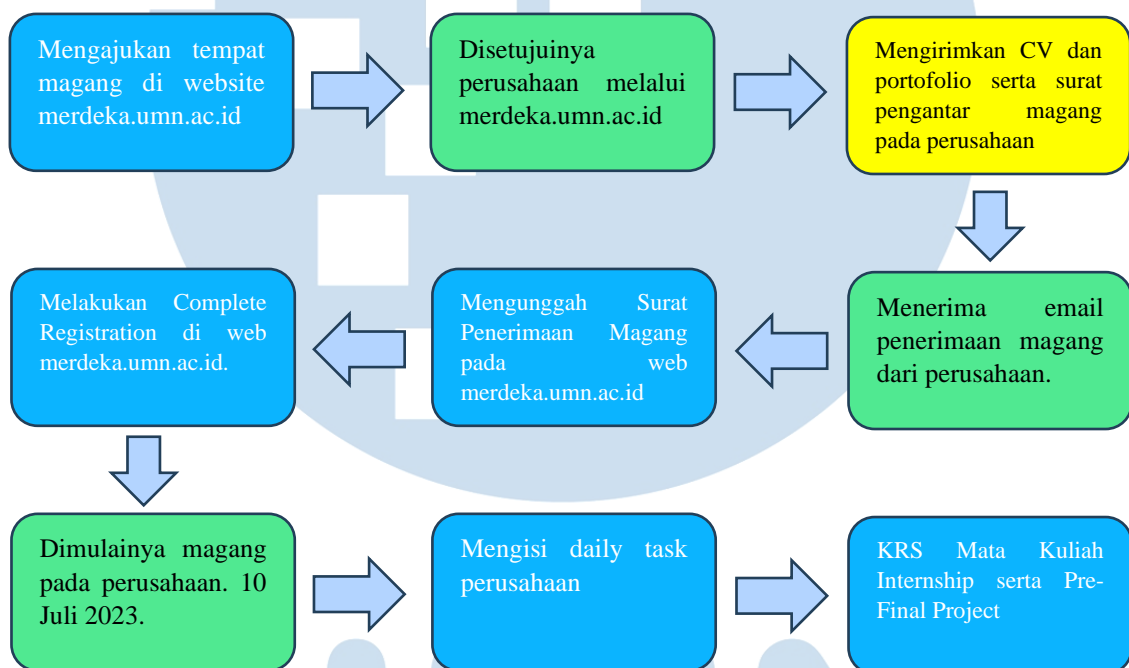 Mengajukan tempat
magang di website
merdeka.umn.ac.id
Disetujuinya
perusahaan melalui
merdeka.umn.ac.id
Mengirimkan CV dan
portofolio serta surat
pengantar magang
pada perusahaan
Menerima email
penerimaan magang
dari perusahaan.
Mengunggah Surat
Penerimaan Magang
pada web
merdeka.umn.ac.id
Melakukan Complete
Registration di web
merdeka.umn.ac.id.
Dimulainya magang
pada perusahaan. 10
Juli 2023.
Mengisi daily task
perusahaan
KRS Mata Kuliah
Internship serta Pre-
Final Project